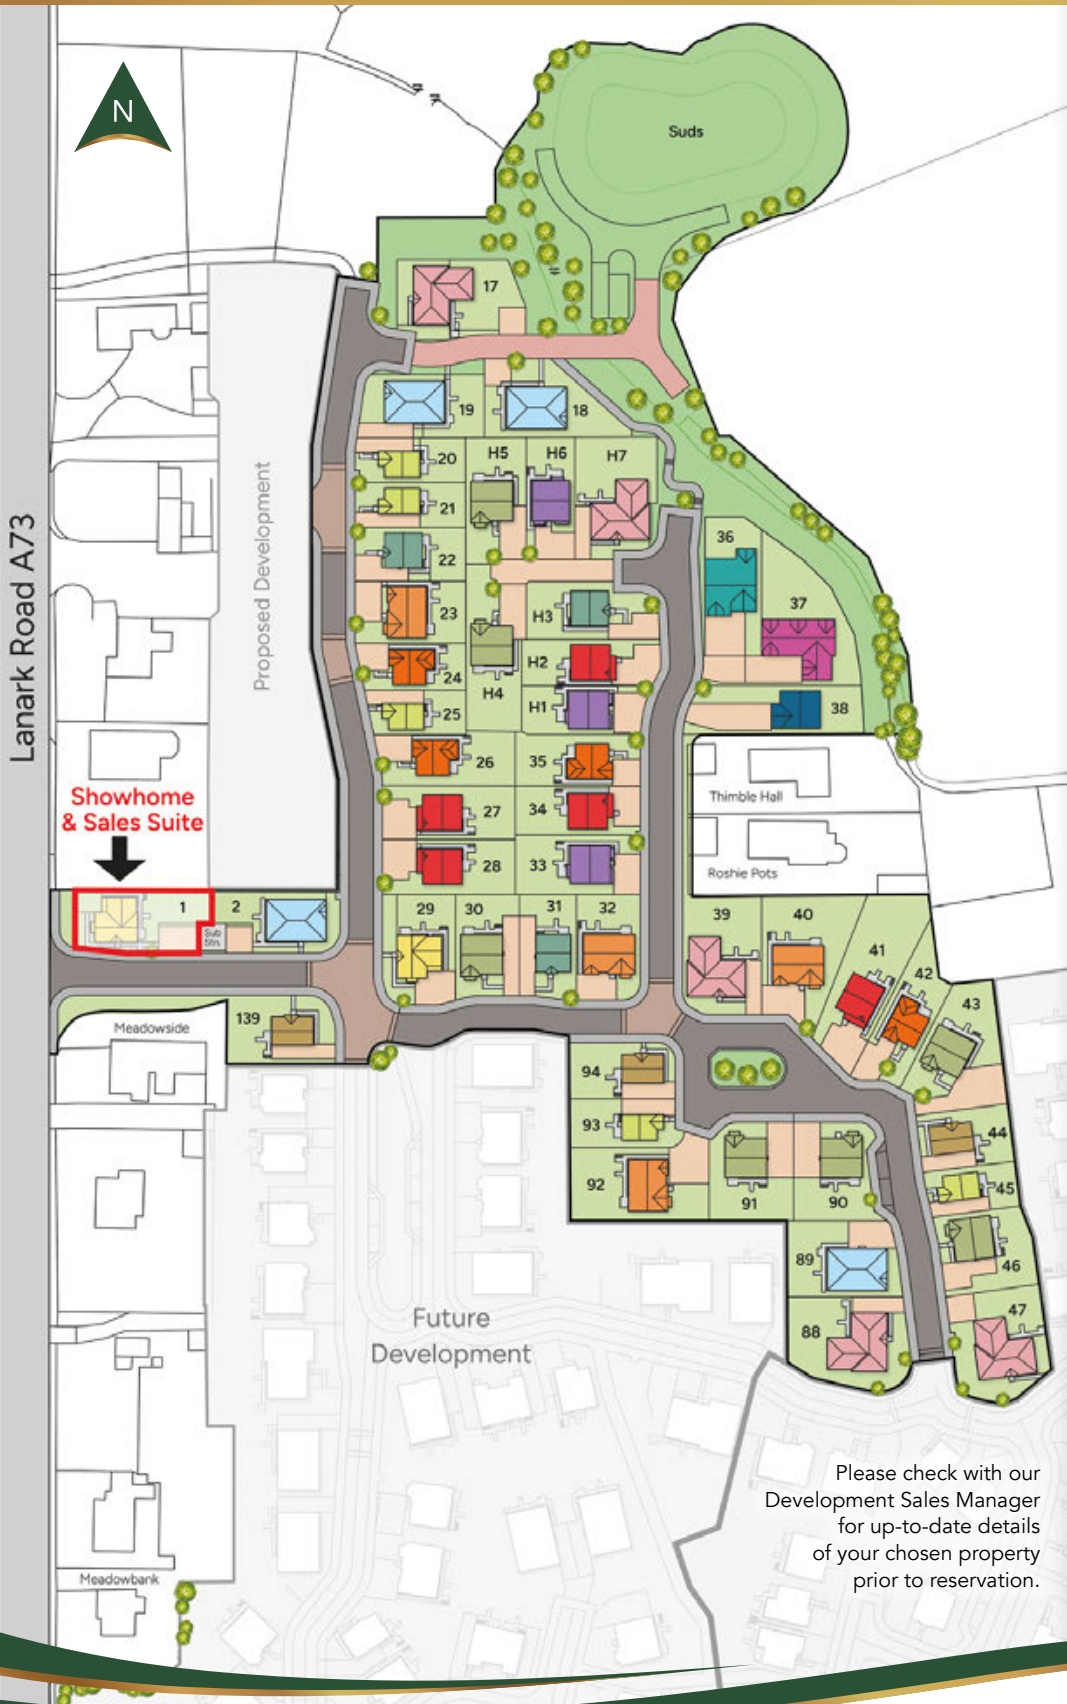 N
Suds
17
19
18
20
H5
H6
H7
21
22
36
23
H3
37
24
H2
H4
25
H1
38
26
35
27
34
28
33
Lanark Road A73
Proposed Development
Thimble Hall
Roshie Pots
Showhome
& Sales Suite
1
2
Sub
Stn.
29
30
31
32
39
40
41
42
43
139
Meadowside
94
93
92
91
90
44
45
46
89
88
47
Future
Development
Meadowbank
Please check with our
Development Sales Manager
for up-to-date details
of your chosen property
prior to reservation.